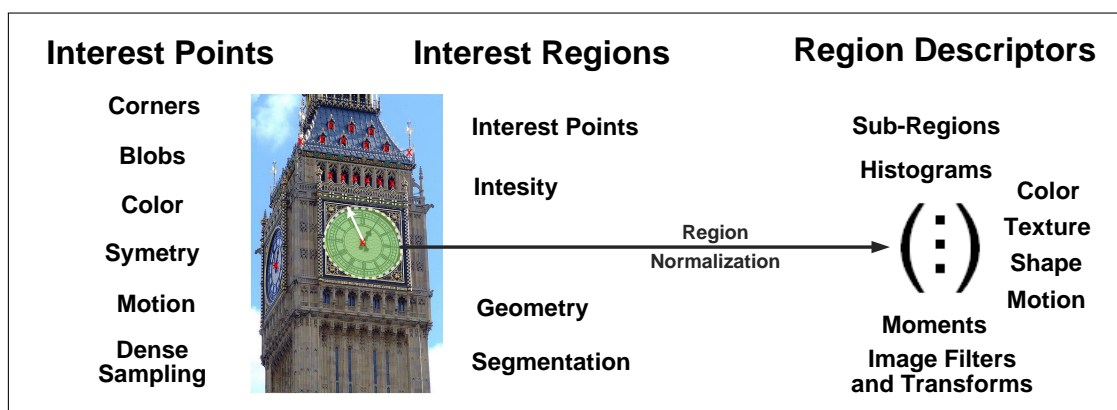 Interest Points
Interest Regions
Region Descriptors
Corners
Blobs
Color
Symetry
Motion
Dense
Sampling
Interest Points
Intesity
Geometry
Segmentation
Region
Normalization
Sub-Regions
Histograms
Color
Texture
Shape
Motion
Moments
Image Filters
and Transforms